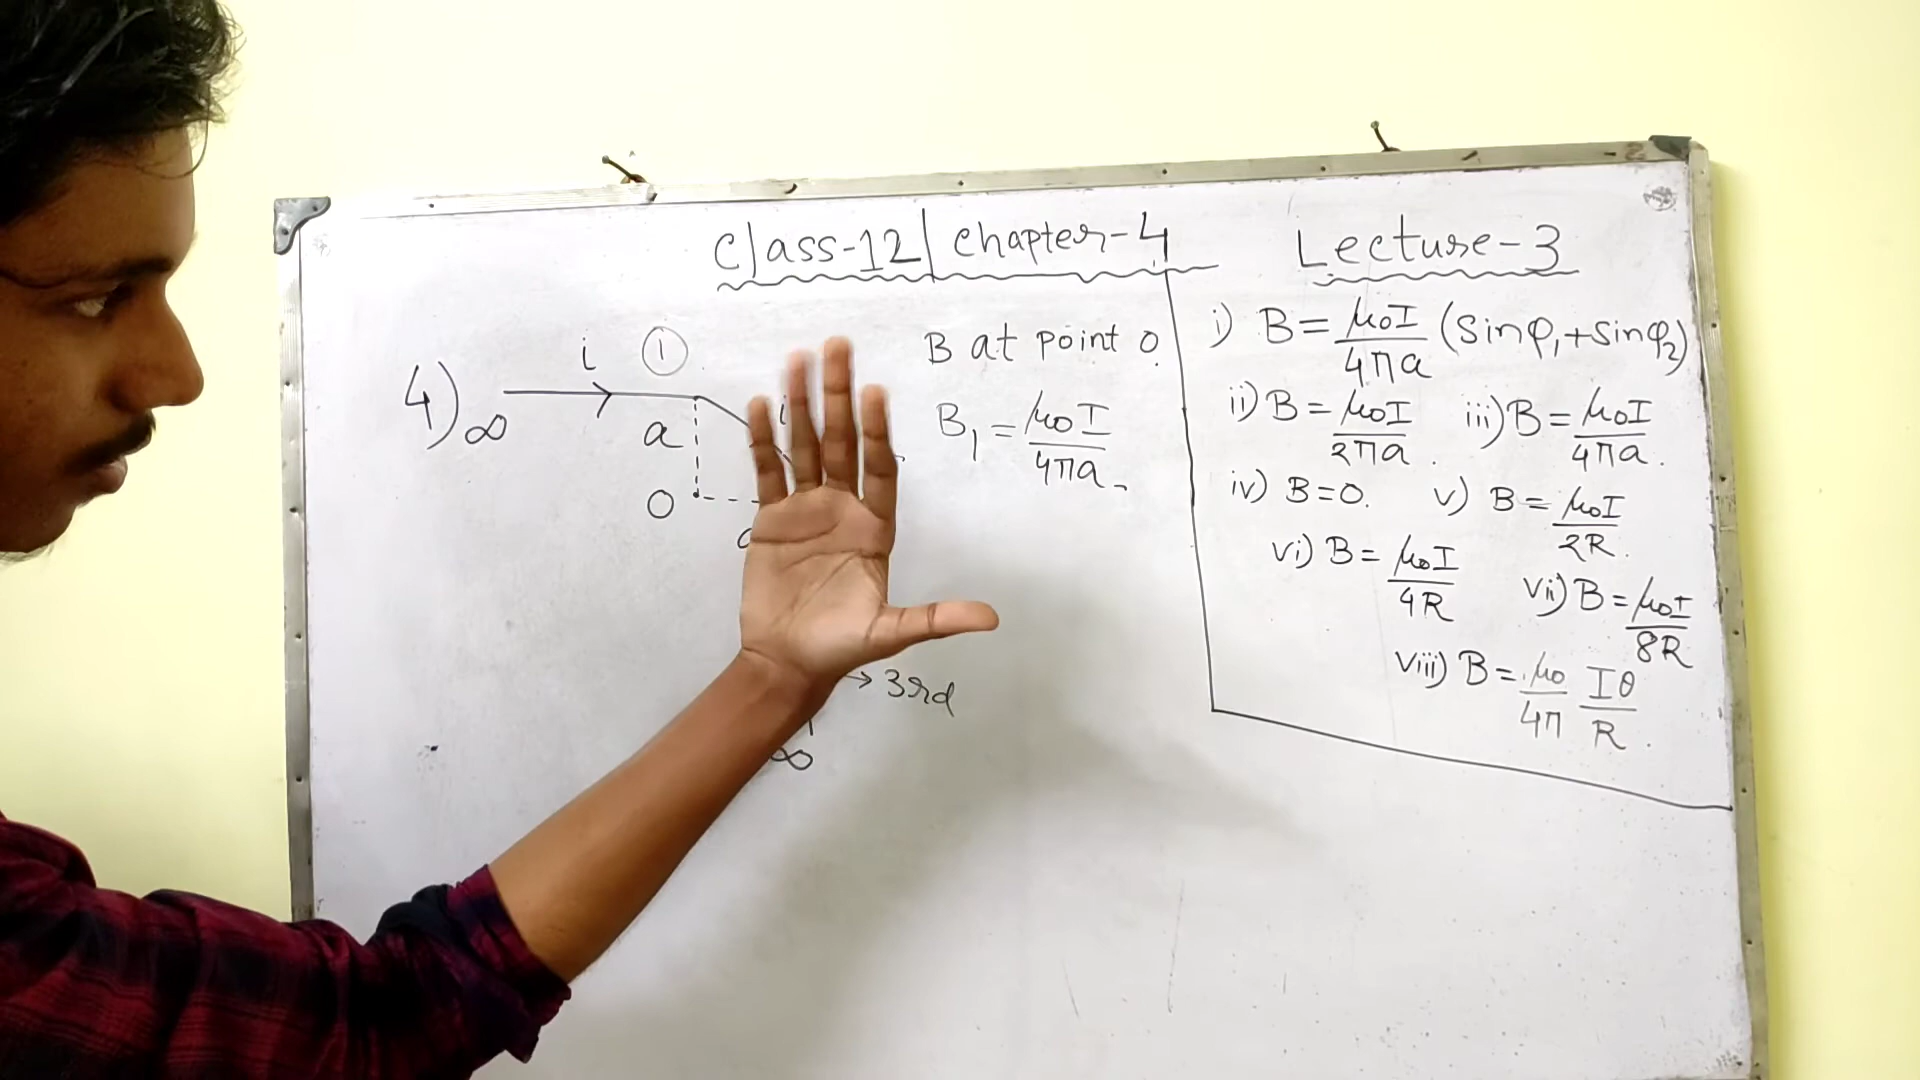 Class-12 | Chapter-4
Lecture-3
4)
∞
i
①
a
O
i
→ 3rd
∞
B at point O.
B₁ = μ₀I / 4πa
i) B = μ₀I / 4πa (Sinφ₁+Sinφ₂)
ii) B = μ₀I / 2πa .
iii) B = μ₀I / 4πa .
iv) B=0.
v) B = μ₀I / 2R .
vi) B = μ₀I / 4R
vii) B = μ₀I / 8R
viii) B = μ₀ / 4π Iθ / R .